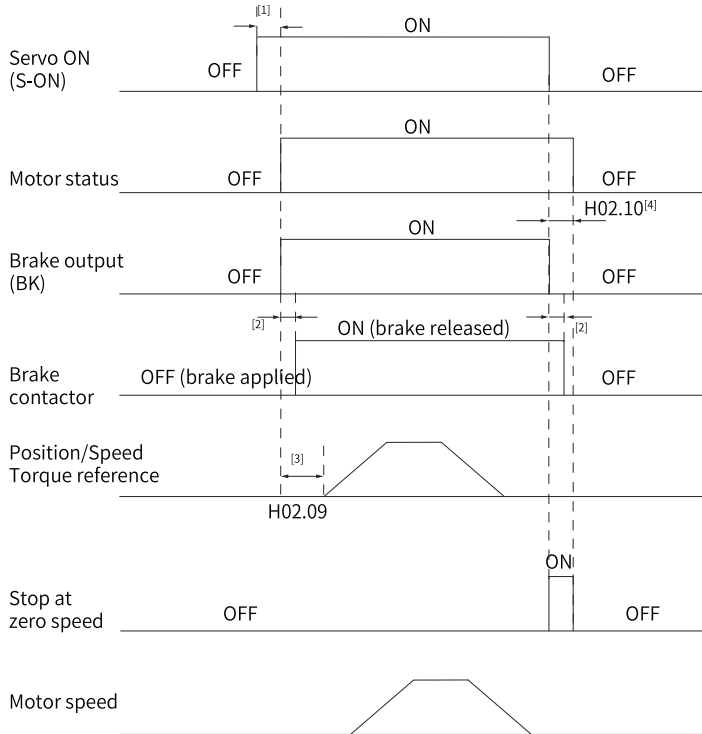 [1]
ON
Servo ON
(S-ON)
OFF
OFF
ON
Motor status
OFF
OFF
H02.10[4]
ON
Brake output
(BK)
OFF
OFF
[2]
ON (brake released)
[2]
Brake
contactor
OFF (brake applied)
OFF
Position/Speed
Torque reference
[3]
H02.09
ON
Stop at
zero speed
OFF
OFF
Motor speed